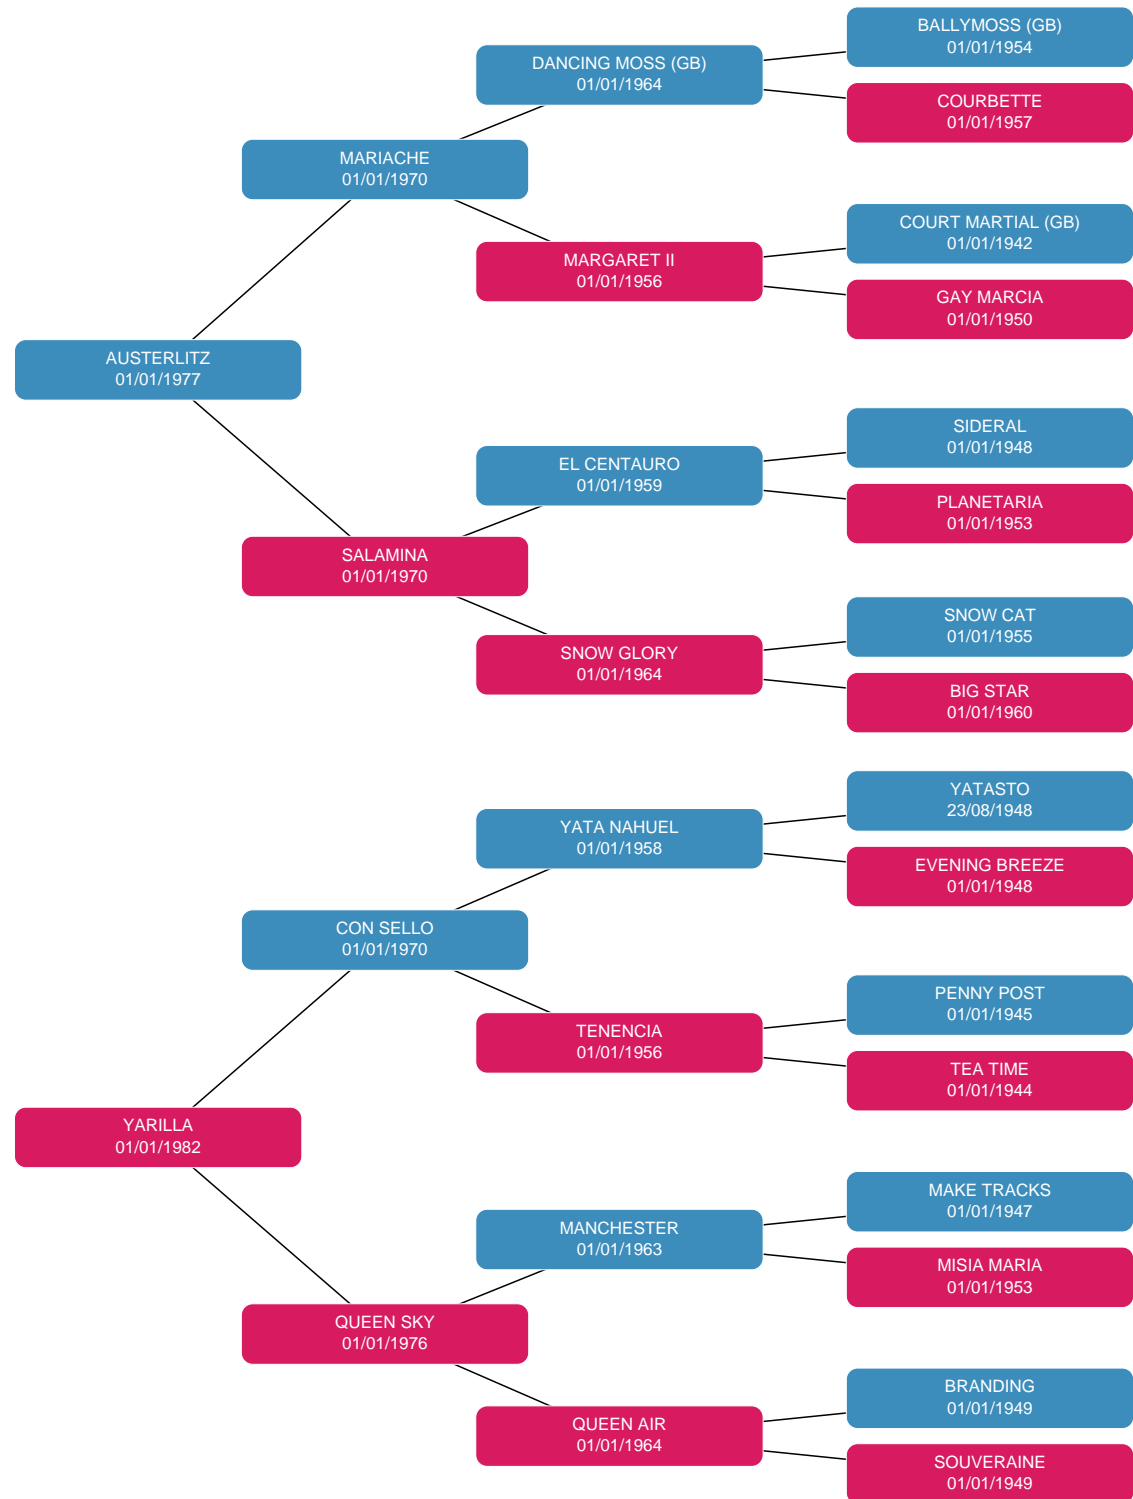 BALLYMOSS (GB)
01/01/1954
DANCING MOSS (GB)
01/01/1964
COURBETTE
01/01/1957
MARIACHE
01/01/1970
COURT MARTIAL (GB)
01/01/1942
MARGARET II
01/01/1956
GAY MARCIA
01/01/1950
AUSTERLITZ
01/01/1977
SIDERAL
01/01/1948
EL CENTAURO
01/01/1959
PLANETARIA
01/01/1953
SALAMINA
01/01/1970
SNOW CAT
01/01/1955
SNOW GLORY
01/01/1964
BIG STAR
01/01/1960
YATASTO
23/08/1948
YATA NAHUEL
01/01/1958
EVENING BREEZE
01/01/1948
CON SELLO
01/01/1970
PENNY POST
01/01/1945
TENENCIA
01/01/1956
TEA TIME
01/01/1944
YARILLA
01/01/1982
MAKE TRACKS
01/01/1947
MANCHESTER
01/01/1963
MISIA MARIA
01/01/1953
QUEEN SKY
01/01/1976
BRANDING
01/01/1949
QUEEN AIR
01/01/1964
SOUVERAINE
01/01/1949